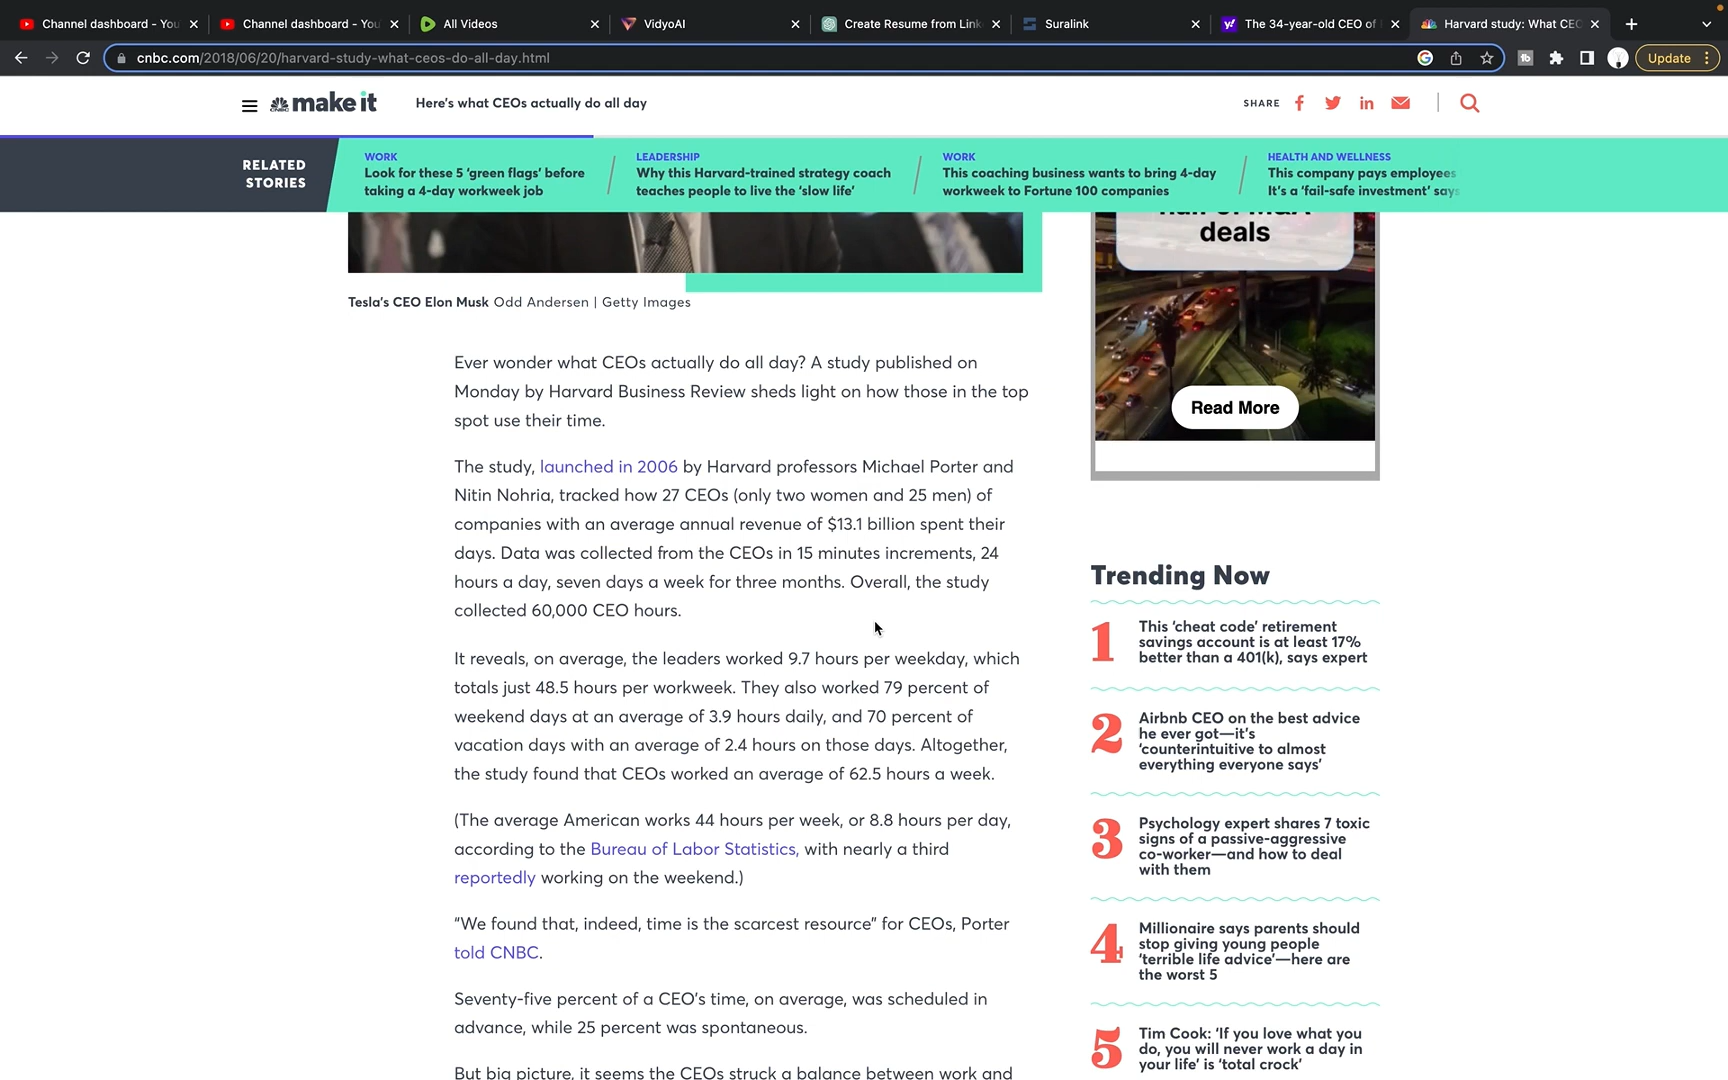 Channel dashboard - You
Channel dashboard - You
All Videos
VidyoAI
Create Resume from Link
Suralink
The 34-year-old CEO of
Harvard study: What CEO
cnbc.com/2018/06/20/harvard-study-what-ceos-do-all-day.html
Update
make it
Here's what CEOs actually do all day
SHARE
RELATED
STORIES
WORK
Look for these 5 ‘green flags’ before
taking a 4-day workweek job
LEADERSHIP
Why this Harvard-trained strategy coach
teaches people to live the ‘slow life’
WORK
This coaching business wants to bring 4-day
workweek to Fortune 100 companies
HEALTH AND WELLNESS
This company pays employees
It's a ‘fail-safe investment’ says
deals
Read More
Tesla's CEO Elon Musk Odd Andersen | Getty Images
Ever wonder what CEOs actually do all day? A study published on
Monday by Harvard Business Review sheds light on how those in the top
spot use their time.
The study, launched in 2006 by Harvard professors Michael Porter and
Nitin Nohria, tracked how 27 CEOs (only two women and 25 men) of
companies with an average annual revenue of $13.1 billion spent their
days. Data was collected from the CEOs in 15 minutes increments, 24
hours a day, seven days a week for three months. Overall, the study
collected 60,000 CEO hours.
It reveals, on average, the leaders worked 9.7 hours per weekday, which
totals just 48.5 hours per workweek. They also worked 79 percent of
weekend days at an average of 3.9 hours daily, and 70 percent of
vacation days with an average of 2.4 hours on those days. Altogether,
the study found that CEOs worked an average of 62.5 hours a week.
(The average American works 44 hours per week, or 8.8 hours per day,
according to the Bureau of Labor Statistics, with nearly a third
reportedly working on the weekend.)
“We found that, indeed, time is the scarcest resource” for CEOs, Porter
told CNBC.
Seventy-five percent of a CEO's time, on average, was scheduled in
advance, while 25 percent was spontaneous.
But big picture, it seems the CEOs struck a balance between work and
Trending Now
1
This ‘cheat code’ retirement
savings account is at least 17%
better than a 401(k), says expert
2
Airbnb CEO on the best advice
he ever got—it's
‘counterintuitive to almost
everything everyone says’
3
Psychology expert shares 7 toxic
signs of a passive-aggressive
co-worker—and how to deal
with them
4
Millionaire says parents should
stop giving young people
‘terrible life advice’—here are
the worst 5
5
Tim Cook: ‘If you love what you
do, you will never work a day in
your life’ is ‘total crock’